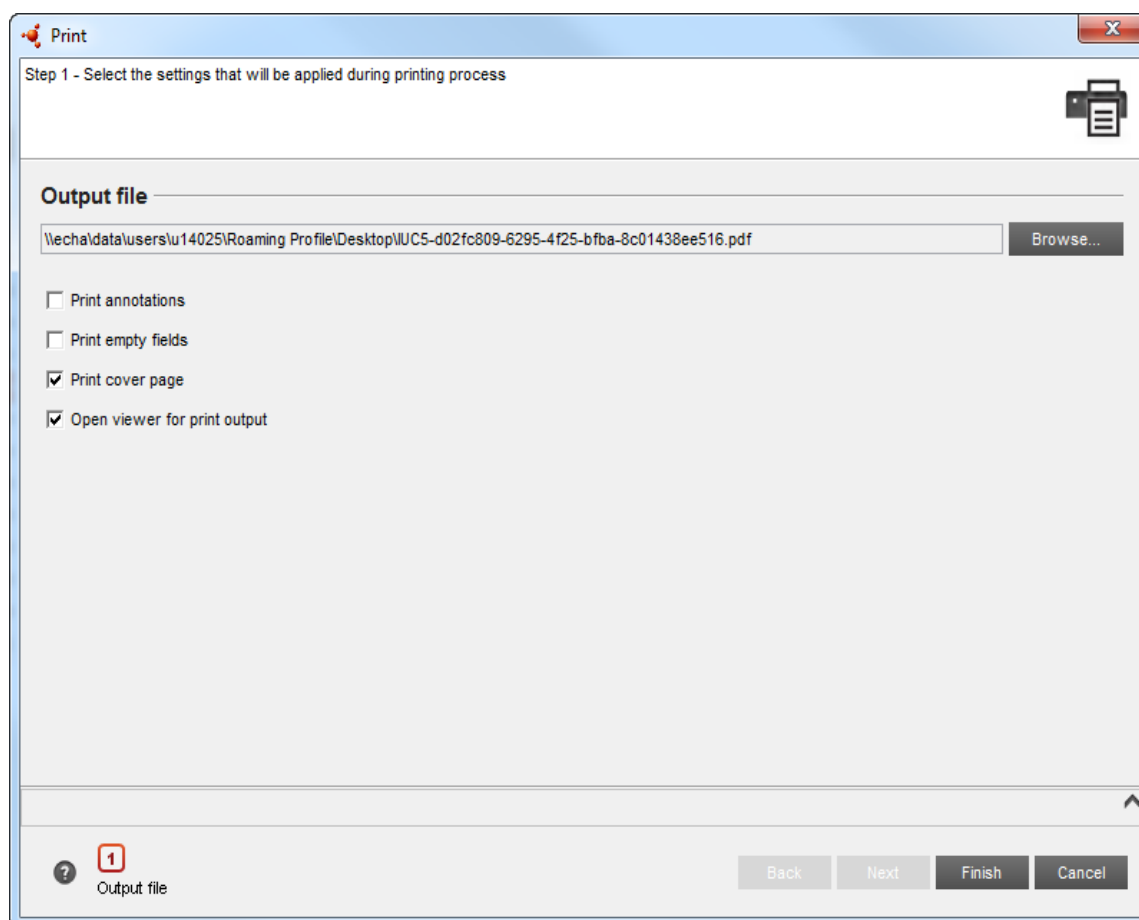 Print
Step 1 - Select the settings that will be applied during printing process
Output file
\\echa\data\users\u14025\Roaming Profile\Desktop\IUC5-d02fc809-6295-4f25-bfba-8c01438ee516.pdf
Browse...
Print annotations
Print empty fields
Print cover page
Open viewer for print output
1
Output file
Back
Next
Finish
Cancel